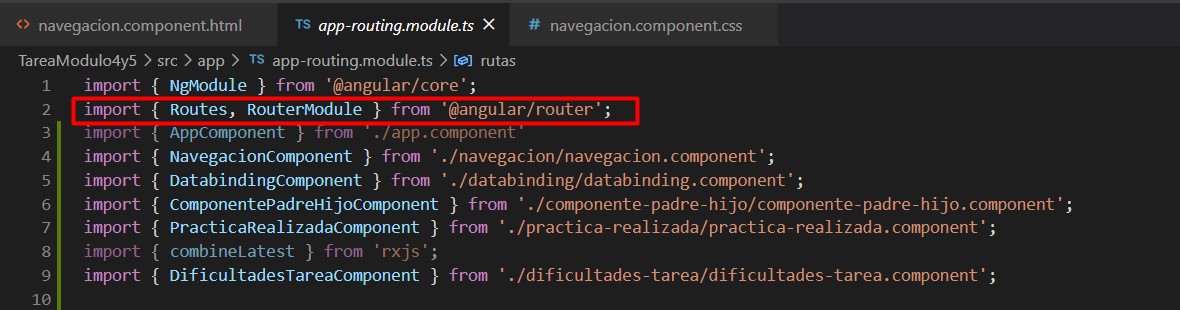 <> navegacion.component.html TS app-routing.module.ts × # navegacion.component.css
TareaModulo4y5 > src > app > TS app-routing.module.ts > rutas
1 import { NgModule } from '@angular/core';
2 import { Routes, RouterModule } from '@angular/router';
3 import { AppComponent } from './app.component'
4 import { NavegacionComponent } from './navegacion/navegacion.component';
5 import { DatabindingComponent } from './databinding/databinding.component';
6 import { ComponentePadreHijoComponent } from './componente-padre-hijo/componente-padre-hijo.component';
7 import { PracticaRealizadaComponent } from './practica-realizada/practica-realizada.component';
8 import { combineLatest } from 'rxjs';
9 import { DificultadesTareaComponent } from './dificultades-tarea/dificultades-tarea.component';
10